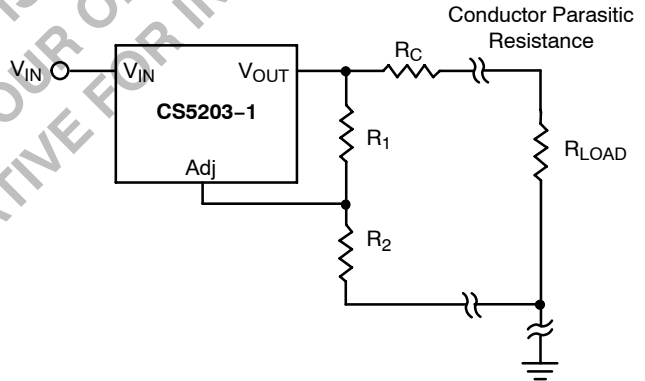 Conductor Parasitic
Resistance
V_IN
V_IN
V_OUT
R_C
CS5203−1
R_1
R_LOAD
Adj
R_2